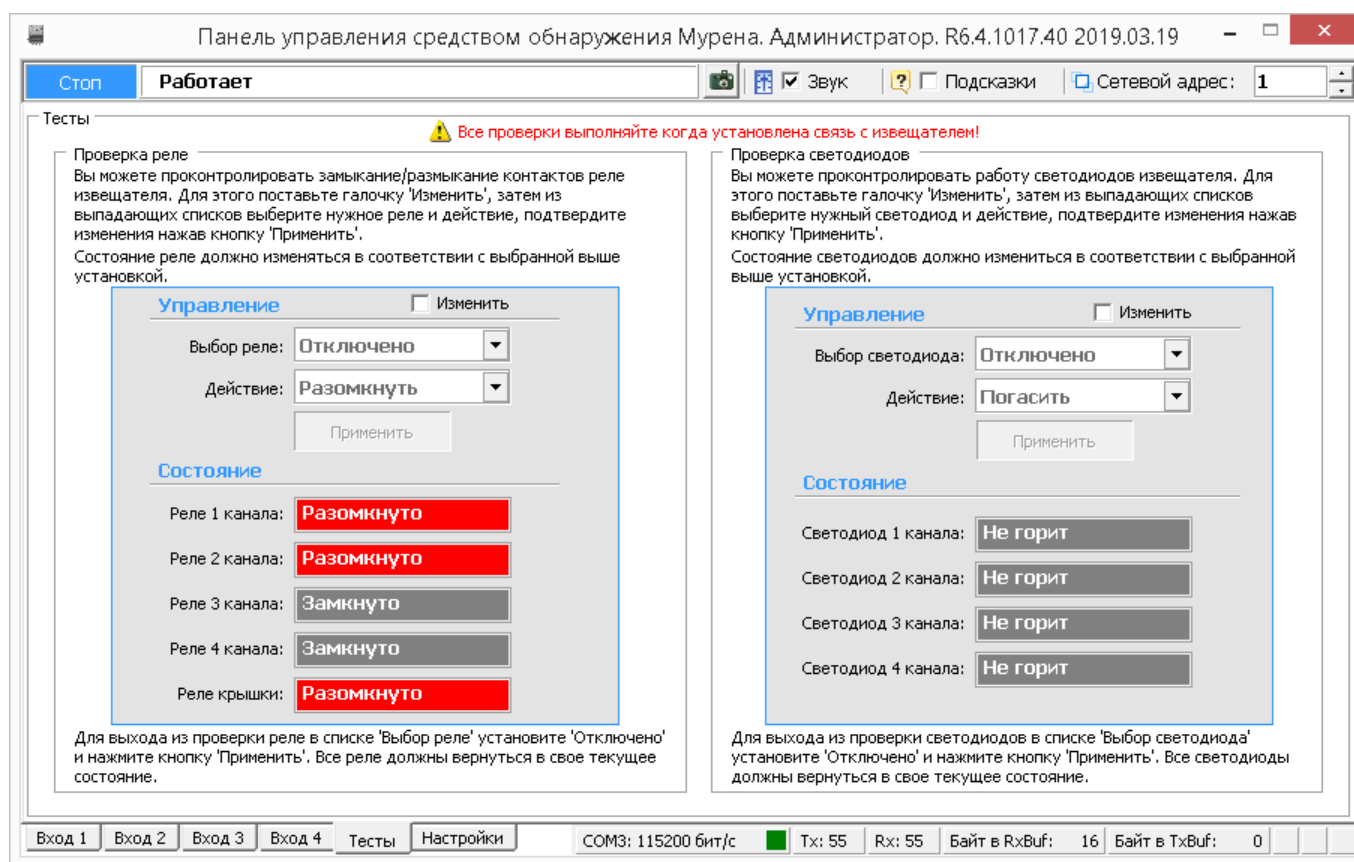 Панель управления средством обнаружения Мурена. Администратор. R6.4.1017.40 2019.03.19
Стоп Работает Звук Подсказки Сетевой адрес: 1
Тесты
Все проверки выполняйте когда установлена связь с извещателем!
Проверка реле
Вы можете проконтролировать замыкание/размыкание контактов реле
извещателя. Для этого поставьте галочку 'Изменить', затем из
выпадающих списков выберите нужное реле и действие, подтвердите
изменения нажав кнопку 'Применить'.
Состояние реле должно изменяться в соответствии с выбранной выше
установкой.
Управление Изменить
Выбор реле: Отключено
Действие: Разомкнуть
Применить
Состояние
Реле 1 канала: Разомкнуто
Реле 2 канала: Разомкнуто
Реле 3 канала: Замкнуто
Реле 4 канала: Замкнуто
Реле крышки: Разомкнуто
Для выхода из проверки реле в списке 'Выбор реле' установите 'Отключено'
и нажмите кнопку 'Применить'. Все реле должны вернуться в свое текущее
состояние.
Проверка светодиодов
Вы можете проконтролировать работу светодиодов извещателя. Для
этого поставьте галочку 'Изменить', затем из выпадающих списков
выберите нужный светодиод и действие, подтвердите изменения нажав
кнопку 'Применить'.
Состояние светодиодов должно измениться в соответствии с выбранной
выше установкой.
Управление Изменить
Выбор светодиода: Отключено
Действие: Погасить
Применить
Состояние
Светодиод 1 канала: Не горит
Светодиод 2 канала: Не горит
Светодиод 3 канала: Не горит
Светодиод 4 канала: Не горит
Для выхода из проверки светодиодов в списке 'Выбор светодиода'
установите 'Отключено' и нажмите кнопку 'Применить'. Все светодиоды
должны вернуться в свое текущее состояние.
Вход 1 Вход 2 Вход 3 Вход 4 Тесты Настройки COM3: 115200 бит/с Tx: 55 Rx: 55 Байт в RxBuf: 16 Байт в TxBuf: 0